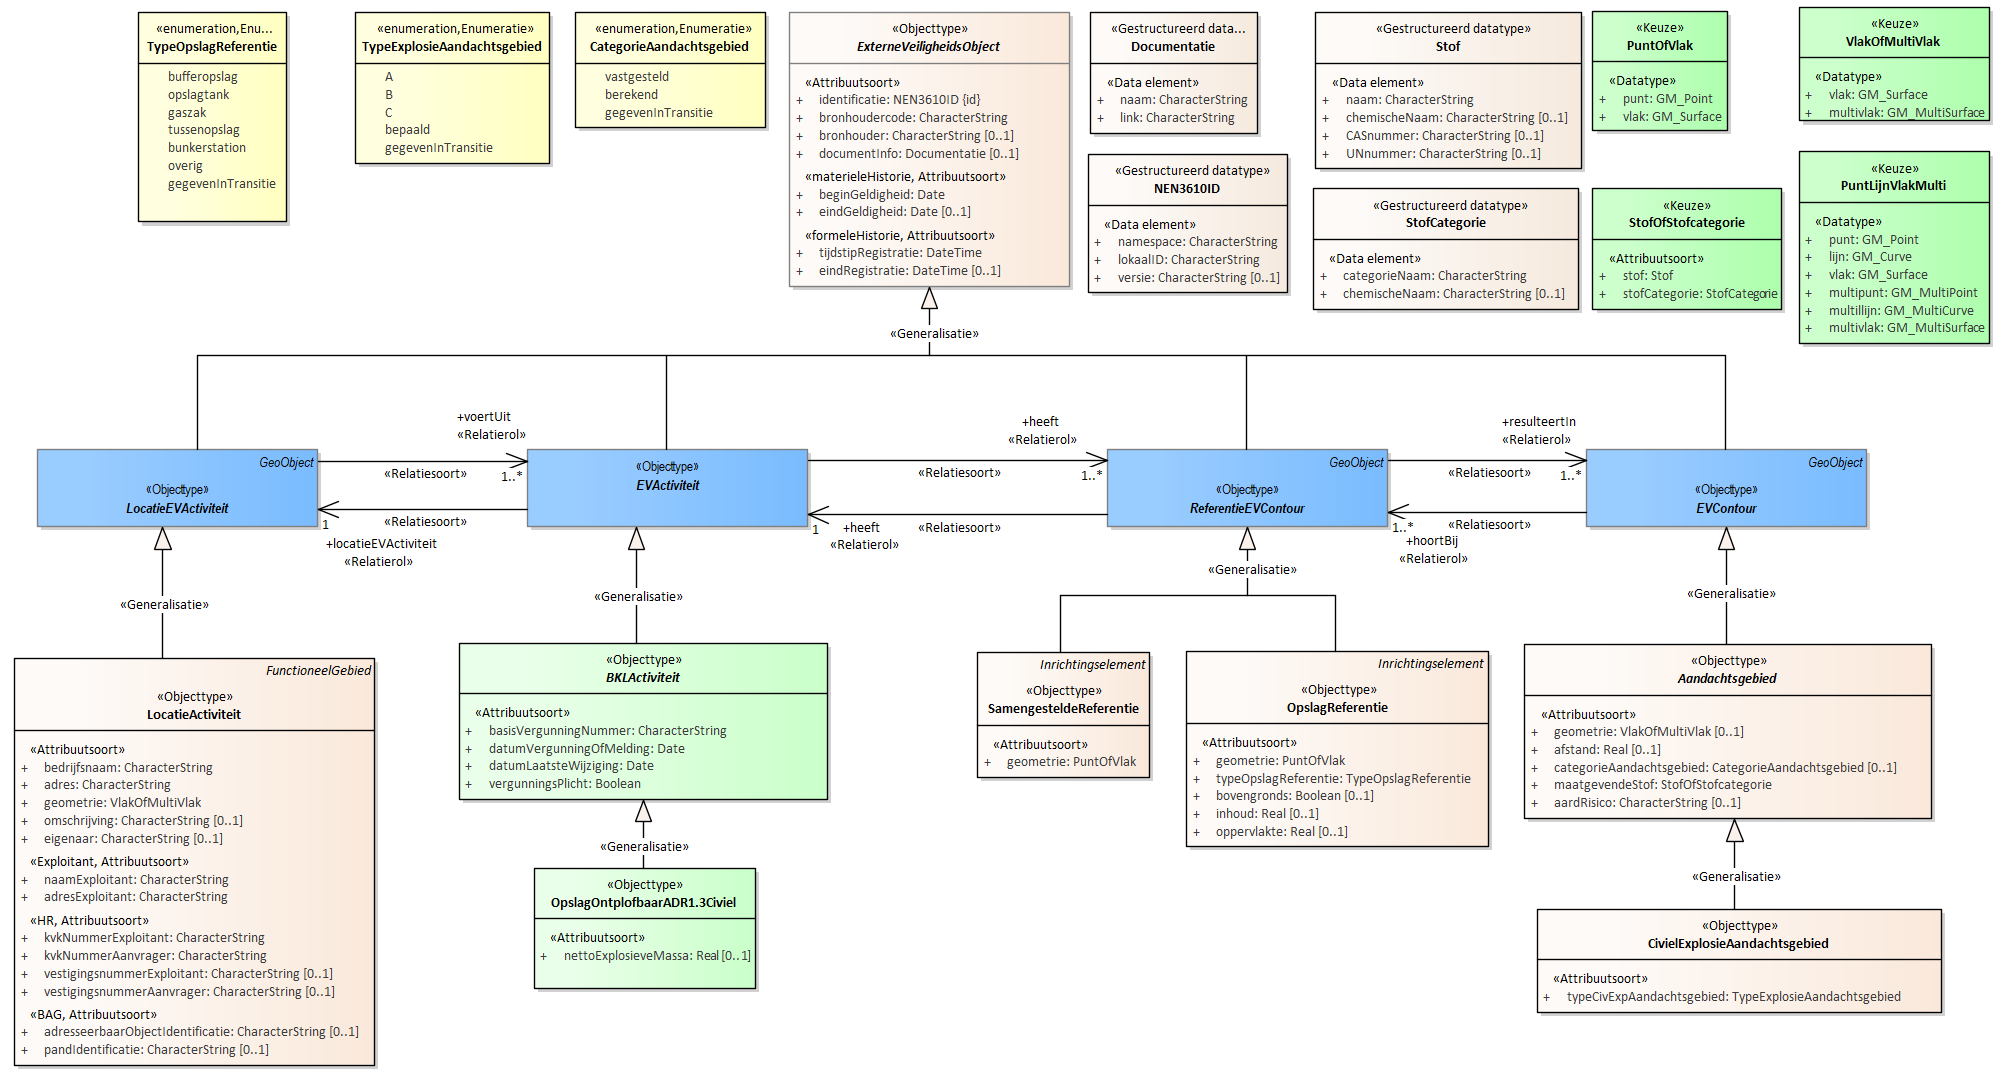 «enumeration,Enu...
TypeOpslagReferentie
bufferopslag
opslagtank
gaszak
tussenopslag
bunkerstation
overig
gegevenInTransitie
«enumeration,Enumeratie»
TypeExplosieAandachtsgebied
A
B
C
bepaald
gegevenInTransitie
«enumeration,Enumeratie»
CategorieAandachtsgebied
vastgesteld
berekend
gegevenInTransitie
«Objecttype»
ExterneVeiligheidsObject
«Attribuutsoort»
+ identificatie: NEN3610ID {id}
+ bronhoudercode: CharacterString
+ bronhouder: CharacterString [0..1]
+ documentInfo: Documentatie [0..1]
«materieleHistorie, Attribuutsoort»
+ beginGeldigheid: Date
+ eindGeldigheid: Date [0..1]
«formeleHistorie, Attribuutsoort»
+ tijdstipRegistratie: DateTime
+ eindRegistratie: DateTime [0..1]
«Gestructureerd data...
Documentatie
«Data element»
+ naam: CharacterString
+ link: CharacterString
«Gestructureerd datatype»
NEN3610ID
«Data element»
+ namespace: CharacterString
+ lokaalID: CharacterString
+ versie: CharacterString [0..1]
«Gestructureerd datatype»
Stof
«Data element»
+ naam: CharacterString
+ chemischeNaam: CharacterString [0..1]
+ CASnummer: CharacterString [0..1]
+ UNnummer: CharacterString [0..1]
«Gestructureerd datatype»
StofCategorie
«Data element»
+ categorieNaam: CharacterString
+ chemischeNaam: CharacterString [0..1]
«Keuze»
PuntOfVlak
«Datatype»
+ punt: GM_Point
+ vlak: GM_Surface
«Keuze»
StofOfStofcategorie
«Attribuutsoort»
+ stof: Stof
+ stofCategorie: StofCategorie
«Keuze»
VlakOfMultiVlak
«Datatype»
+ vlak: GM_Surface
+ multivlak: GM_MultiSurface
«Keuze»
PuntLijnVlakMulti
«Datatype»
+ punt: GM_Point
+ lijn: GM_Curve
+ vlak: GM_Surface
+ multipunt: GM_MultiPoint
+ multillijn: GM_MultiCurve
+ multivlak: GM_MultiSurface
«Generalisatie»
GeoObject
«Objecttype»
LocatieEVActiviteit
+voertUit
«Relatierol»
«Relatiesoort»
1..*
«Relatiesoort»
1
+locatieEVActiviteit
«Relatierol»
«Objecttype»
EVActiviteit
+heeft
«Relatierol»
«Relatiesoort»
1..*
«Relatiesoort»
1
+heeft
«Relatierol»
GeoObject
«Objecttype»
ReferentieEVContour
+resulteertIn
«Relatierol»
«Relatiesoort»
1..*
«Relatiesoort»
1..*
+hoortBij
«Relatierol»
GeoObject
«Objecttype»
EVContour
«Generalisatie»
«Generalisatie»
«Generalisatie»
«Generalisatie»
FunctioneelGebied
«Objecttype»
LocatieActiviteit
«Attribuutsoort»
+ bedrijfsnaam: CharacterString
+ adres: CharacterString
+ geometrie: VlakOfMultiVlak
+ omschrijving: CharacterString [0..1]
+ eigenaar: CharacterString [0..1]
«Exploitant, Attribuutsoort»
+ naamExploitant: CharacterString
+ adresExploitant: CharacterString
«HR, Attribuutsoort»
+ kvkNummerExploitant: CharacterString
+ kvkNummerAanvrager: CharacterString
+ vestigingsnummerExploitant: CharacterString [0..1]
+ vestigingsnummerAanvrager: CharacterString [0..1]
«BAG, Attribuutsoort»
+ adresseerbaarObjectIdentificatie: CharacterString [0..1]
+ pandIdentificatie: CharacterString [0..1]
«Objecttype»
BKLActiviteit
«Attribuutsoort»
+ basisVergunningNummer: CharacterString
+ datumVergunningOfMelding: Date
+ datumLaatsteWijziging: Date
+ vergunningsPlicht: Boolean
«Generalisatie»
«Objecttype»
OpslagOntplofbaarADR1.3Civiel
«Attribuutsoort»
+ nettoExplosieveMassa: Real [0..1]
Inrichtingselement
«Objecttype»
SamengesteldeReferentie
«Attribuutsoort»
+ geometrie: PuntOfVlak
Inrichtingselement
«Objecttype»
OpslagReferentie
«Attribuutsoort»
+ geometrie: PuntOfVlak
+ typeOpslagReferentie: TypeOpslagReferentie
+ bovengronds: Boolean [0..1]
+ inhoud: Real [0..1]
+ oppervlakte: Real [0..1]
«Objecttype»
Aandachtsgebied
«Attribuutsoort»
+ geometrie: VlakOfMultiVlak [0..1]
+ afstand: Real [0..1]
+ categorieAandachtsgebied: CategorieAandachtsgebied [0..1]
+ maatgevendeStof: StofOfStofcategorie
+ aardRisico: CharacterString [0..1]
«Generalisatie»
«Objecttype»
CivielExplosieAandachtsgebied
«Attribuutsoort»
+ typeCivExpAandachtsgebied: TypeExplosieAandachtsgebied